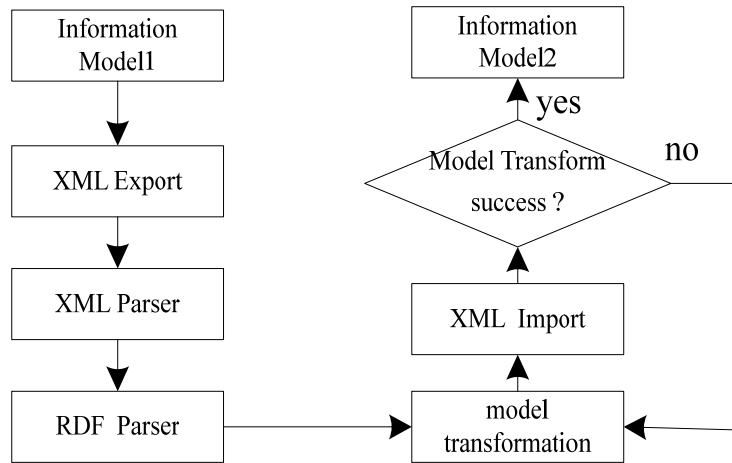 Information
Model1
XML Export
XML Parser
RDF Parser
Information
Model2
yes
Model Transform
success ?
no
XML Import
model
transformation